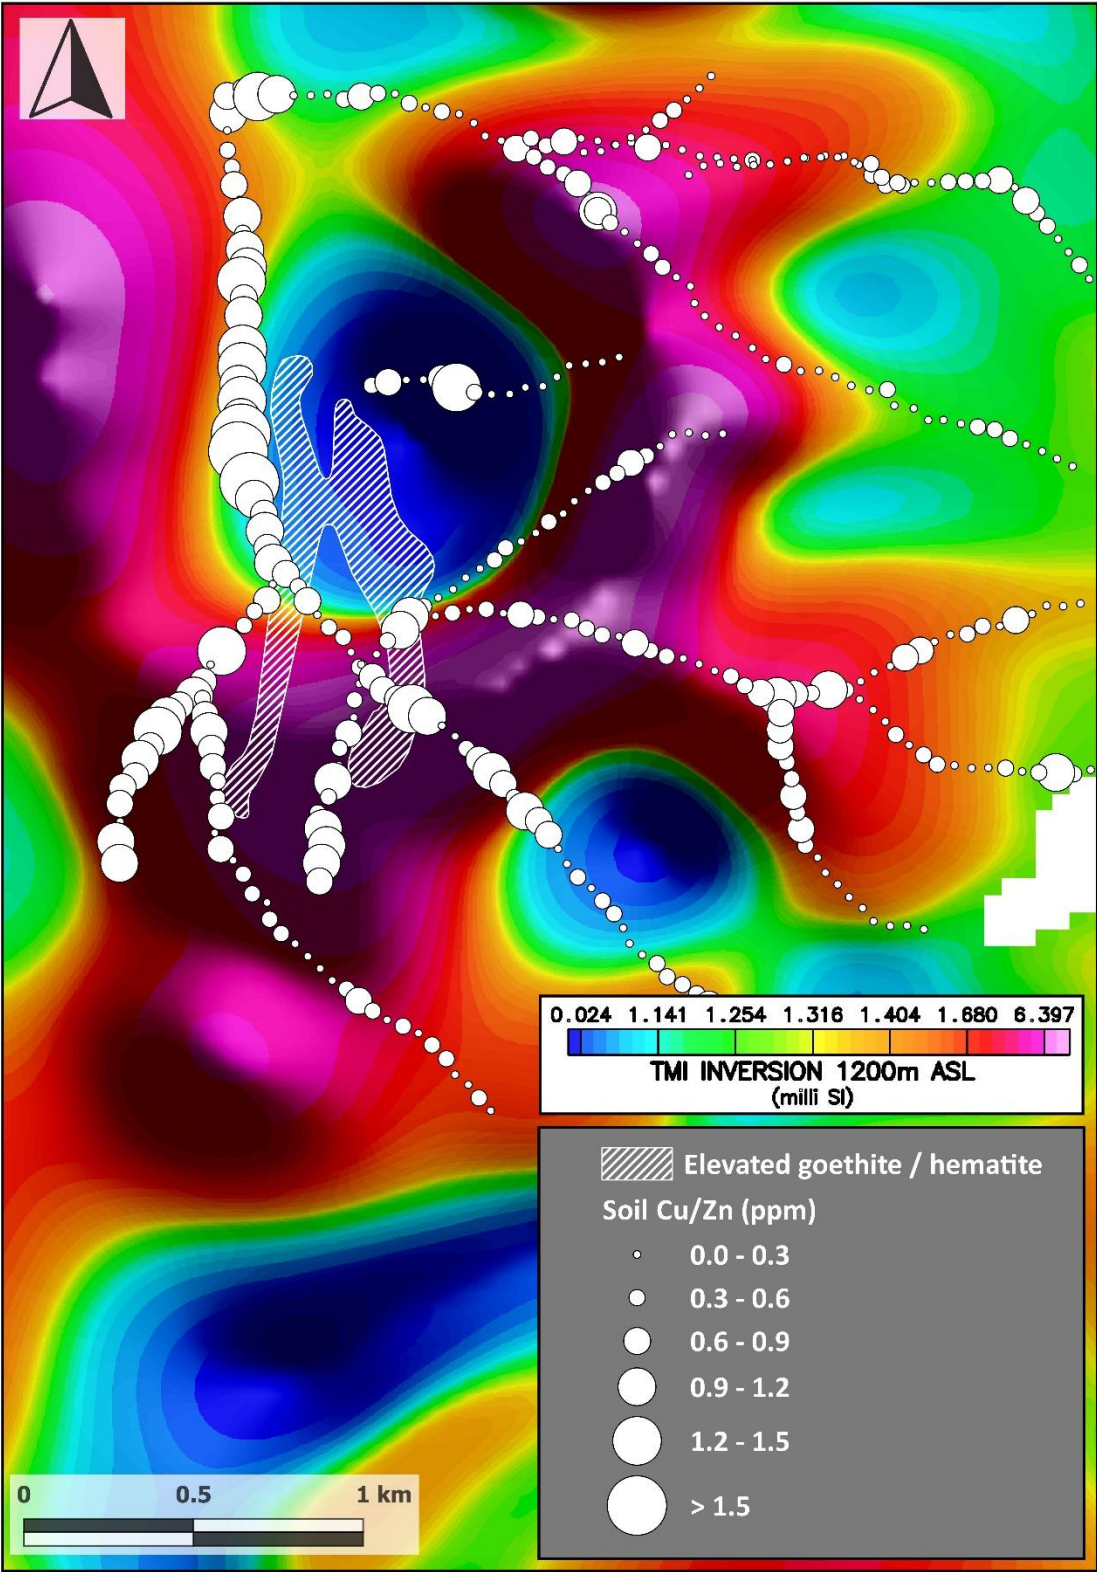 0.024 1.141 1.254 1.316 1.404 1.680 6.397
TMI INVERSION 1200m ASL
(milli SI)
Elevated goethite / hematite
Soil Cu/Zn (ppm)
0.0 - 0.3
0.3 - 0.6
0.6 - 0.9
0.9 - 1.2
1.2 - 1.5
> 1.5
0 0.5 1 km